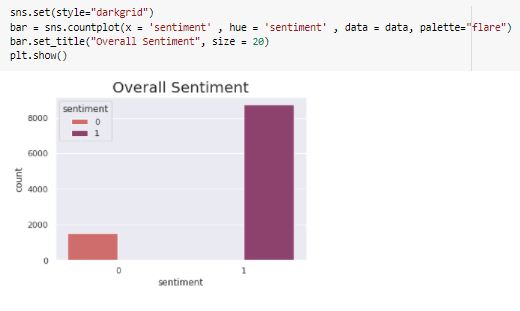 sns.set(style="darkgrid")
bar = sns.countplot(x = 'sentiment' , hue = 'sentiment' , data = data, palette="flare")
bar.set_title("Overall Sentiment", size = 20)
plt.show()
Overall Sentiment
sentiment
0
1
8000
6000
4000
2000
0
count
0
1
sentiment